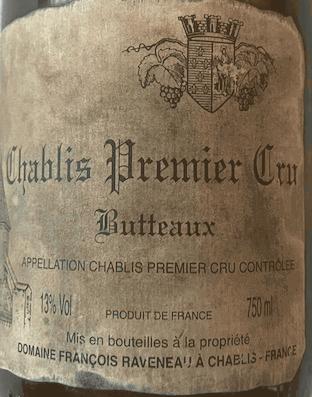 Chablis Premier Cru
Butteaux
APPELLATION CHABLIS PREMIER CRU CONTRÔLÉE
13% Vol PRODUIT DE FRANCE 750 ml
Mis en bouteilles à la propriété
DOMAINE FRANÇOIS RAVENEAU À CHABLIS - FRANCE